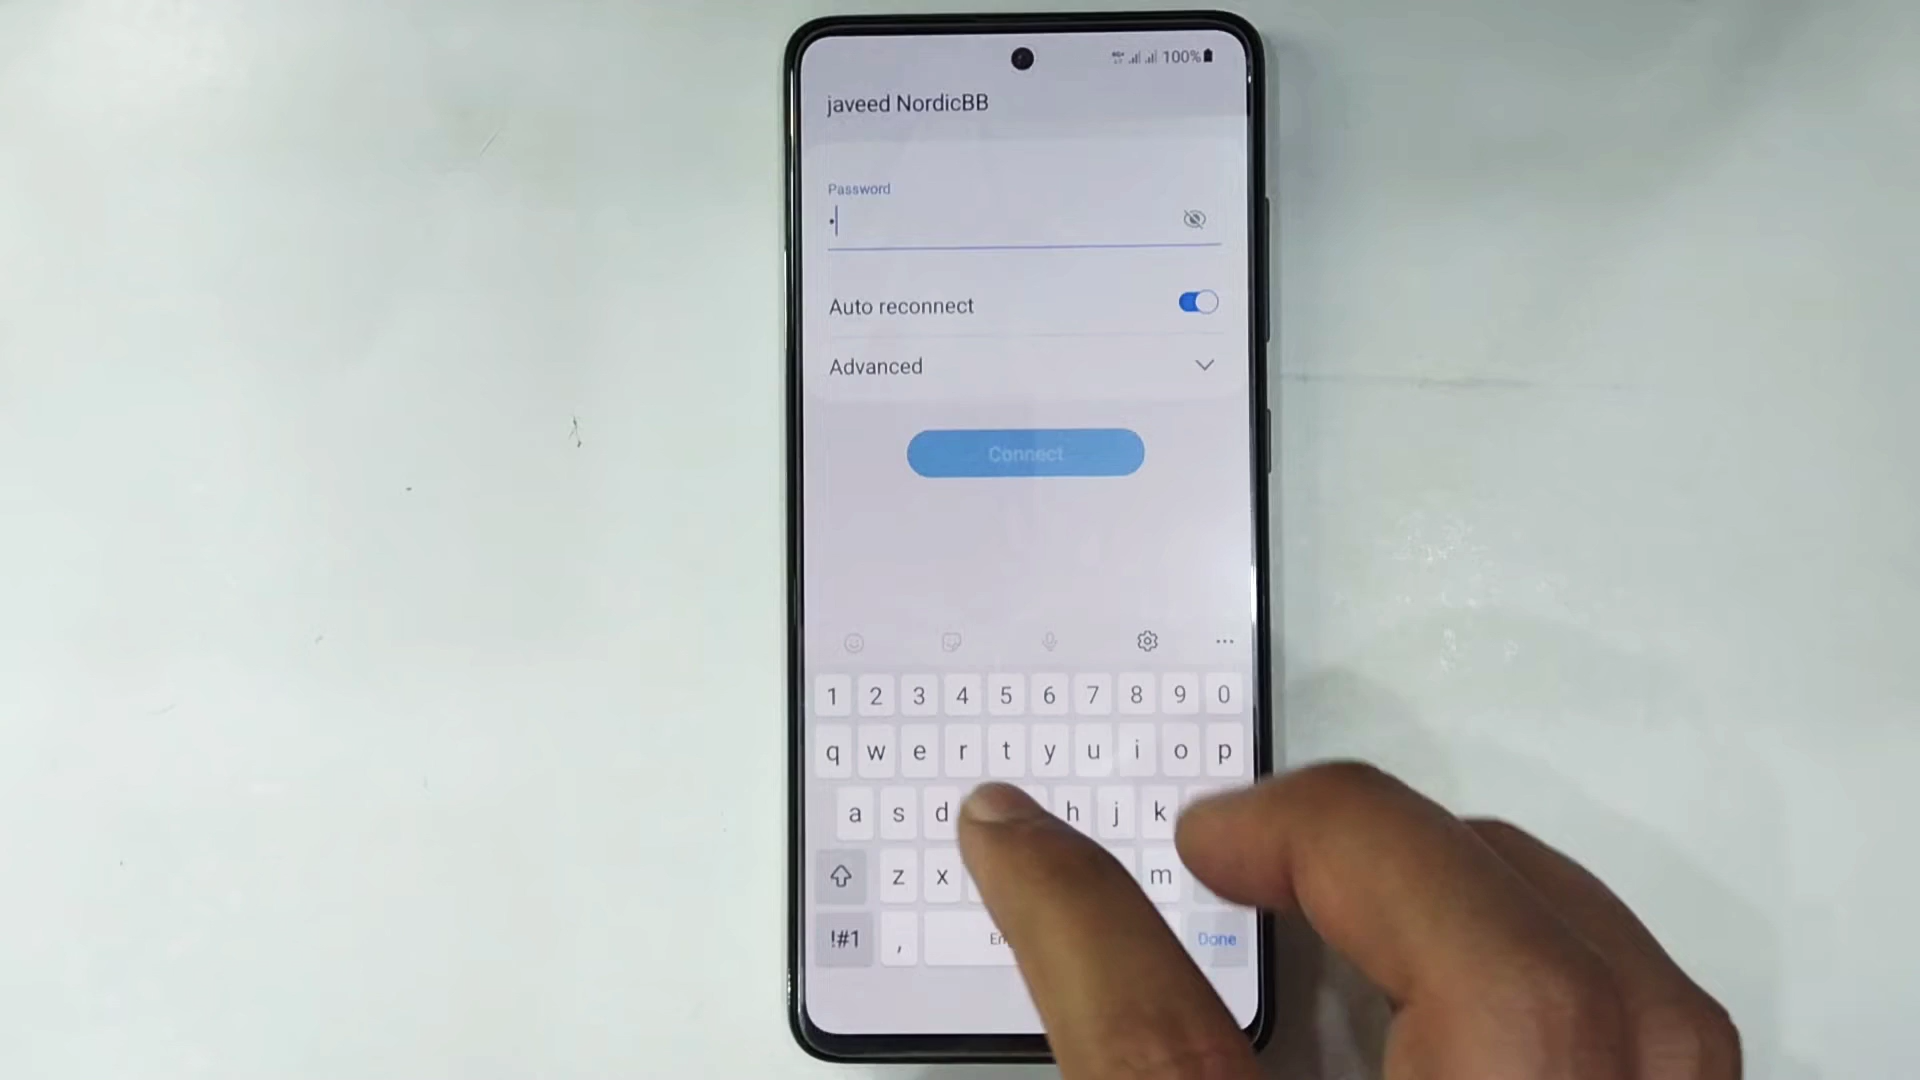 100%
javeed NordicBB
Password
Auto reconnect
Advanced
Connect
1 2 3 4 5 6 7 8 9 0
q w e r t y u i o p
a s d h j k
z x m
!#1 , Done